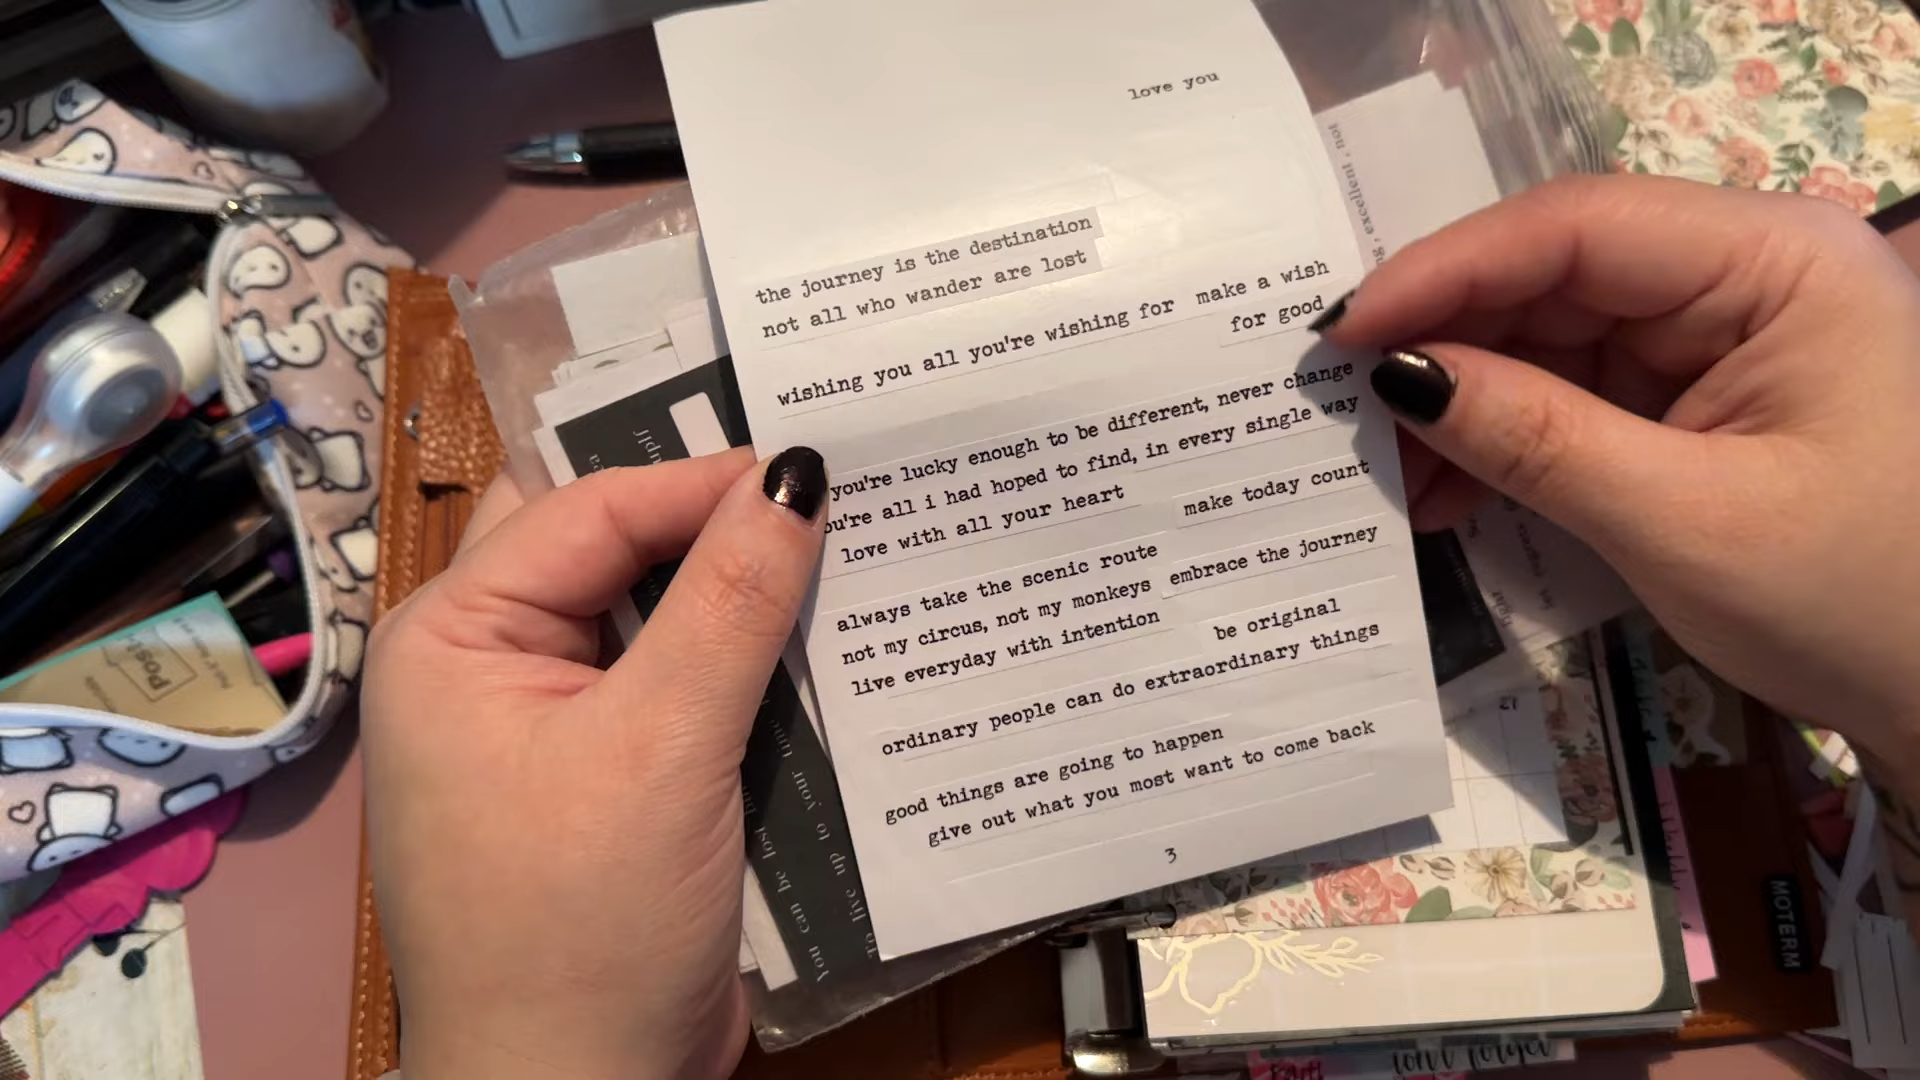 love you
the journey is the destination
not all who wander are lost
wishing you all you're wishing for
make a wish
for good
you're lucky enough to be different, never change
ou're all i had hoped to find, in every single way
love with all your heart
make today count
always take the scenic route
not my circus, not my monkeys
embrace the journey
live everyday with intention
be original
ordinary people can do extraordinary things
good things are going to happen
give out what you most want to come back
3
, excellent, not
You can be lost
To live up to your time
Post
MOTERM
27
don't forget